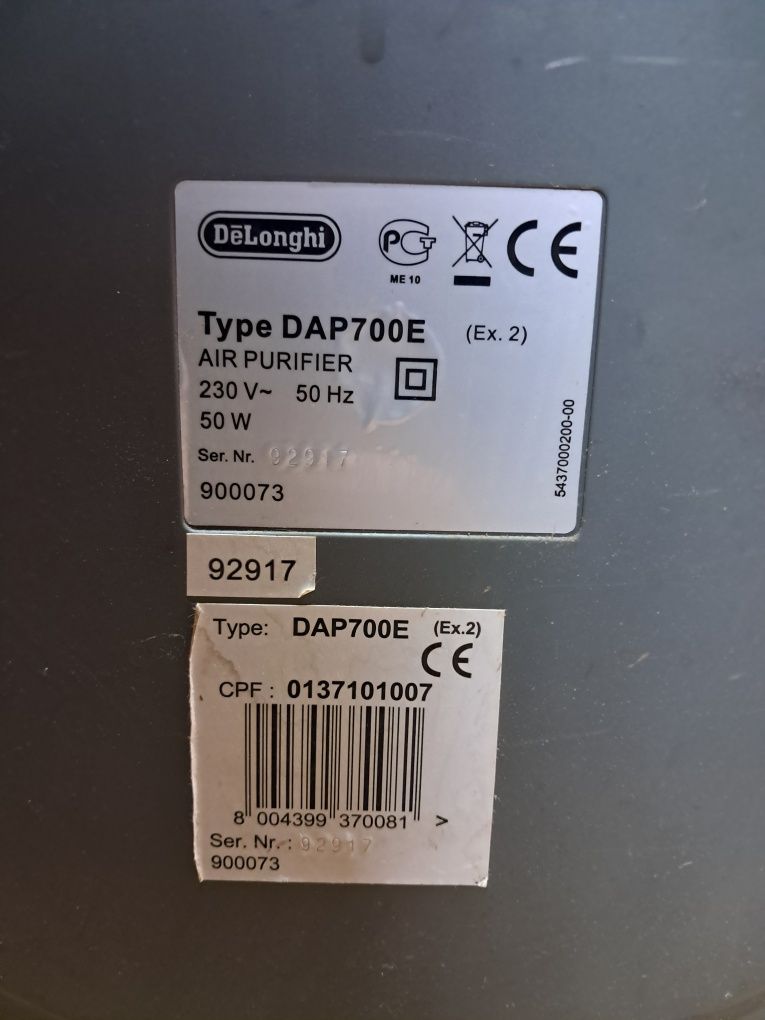 DeLonghi
PCT
ME 10
CE
Type DAP700E (Ex. 2)
AIR PURIFIER
230 V~ 50 Hz
50 W
Ser. Nr. 92917
900073
5437000200-00
92917
Type: DAP700E (Ex.2)
CE
CPF : 0137101007
8 004399 370081 >
Ser. Nr. : 92917
900073